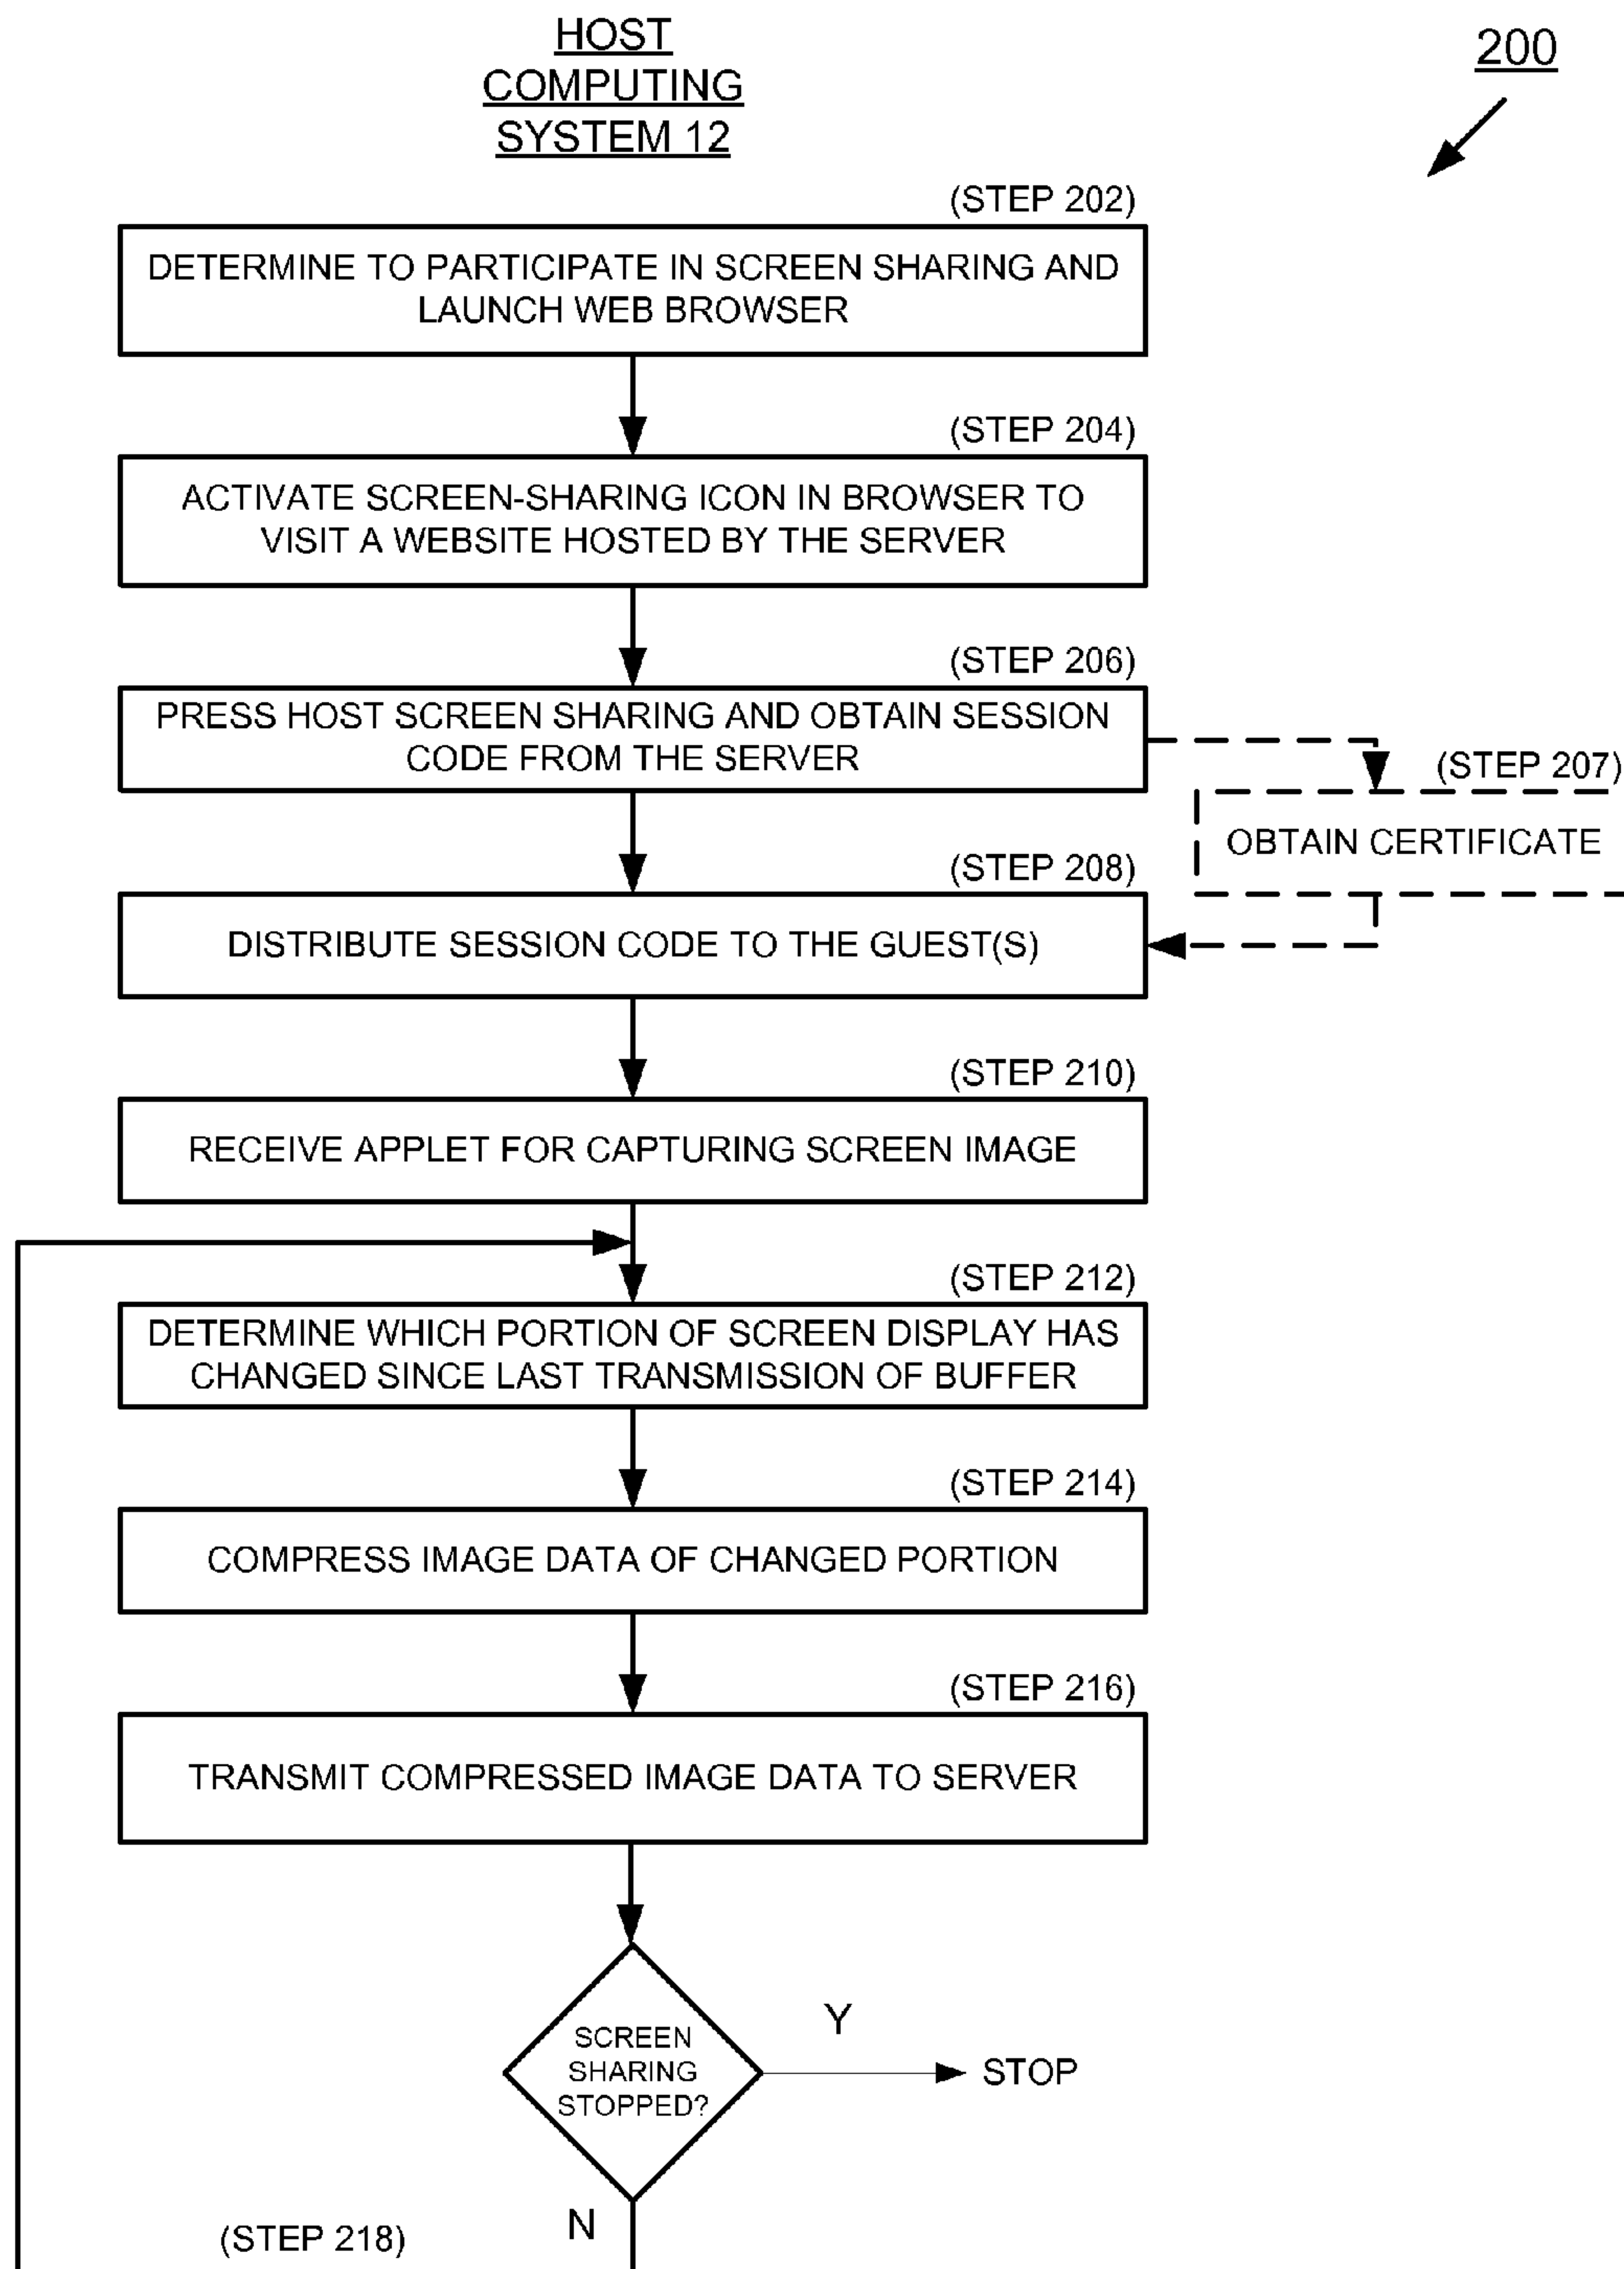 HOST
COMPUTING
SYSTEM 12
200
(STEP 202)
DETERMINE TO PARTICIPATE IN SCREEN SHARING AND
LAUNCH WEB BROWSER
(STEP 204)
ACTIVATE SCREEN-SHARING ICON IN BROWSER TO
VISIT A WEBSITE HOSTED BY THE SERVER
(STEP 206)
PRESS HOST SCREEN SHARING AND OBTAIN SESSION
CODE FROM THE SERVER
(STEP 207)
OBTAIN CERTIFICATE
(STEP 208)
DISTRIBUTE SESSION CODE TO THE GUEST(S)
(STEP 210)
RECEIVE APPLET FOR CAPTURING SCREEN IMAGE
(STEP 212)
DETERMINE WHICH PORTION OF SCREEN DISPLAY HAS
CHANGED SINCE LAST TRANSMISSION OF BUFFER
(STEP 214)
COMPRESS IMAGE DATA OF CHANGED PORTION
(STEP 216)
TRANSMIT COMPRESSED IMAGE DATA TO SERVER
SCREEN
SHARING
STOPPED?
Y
STOP
N
(STEP 218)